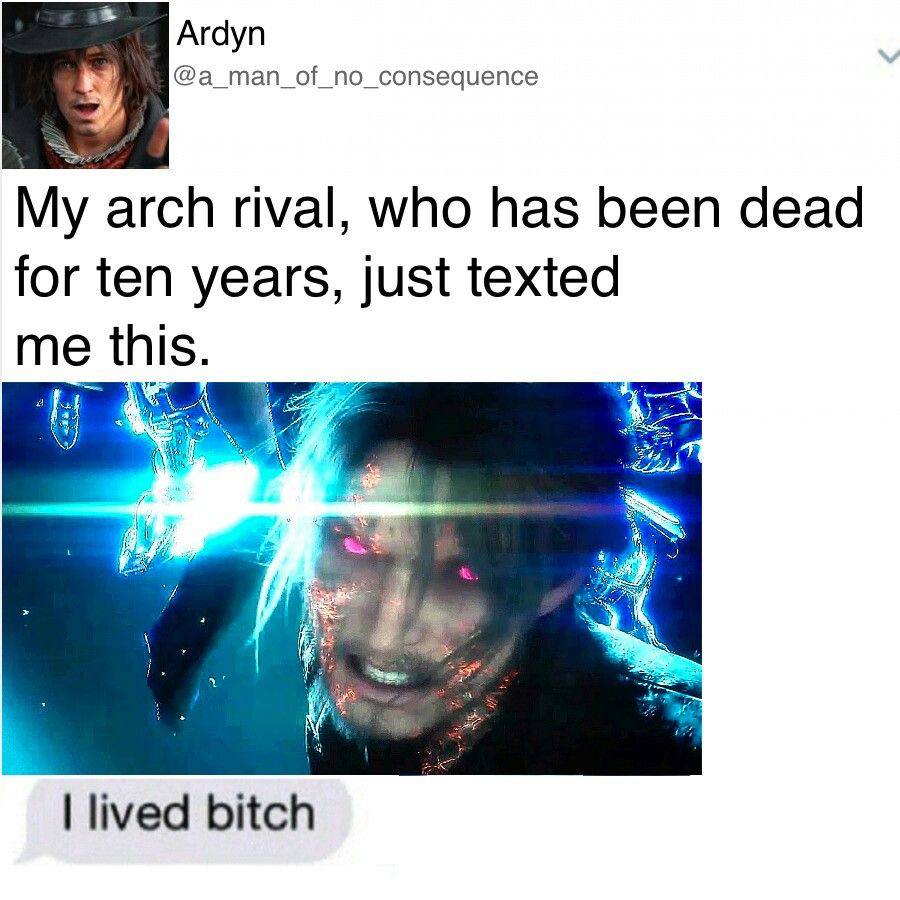 Ardyn
@a_man_of_no_consequence
My arch rival, who has been dead
for ten years, just texted
me this.
I lived bitch